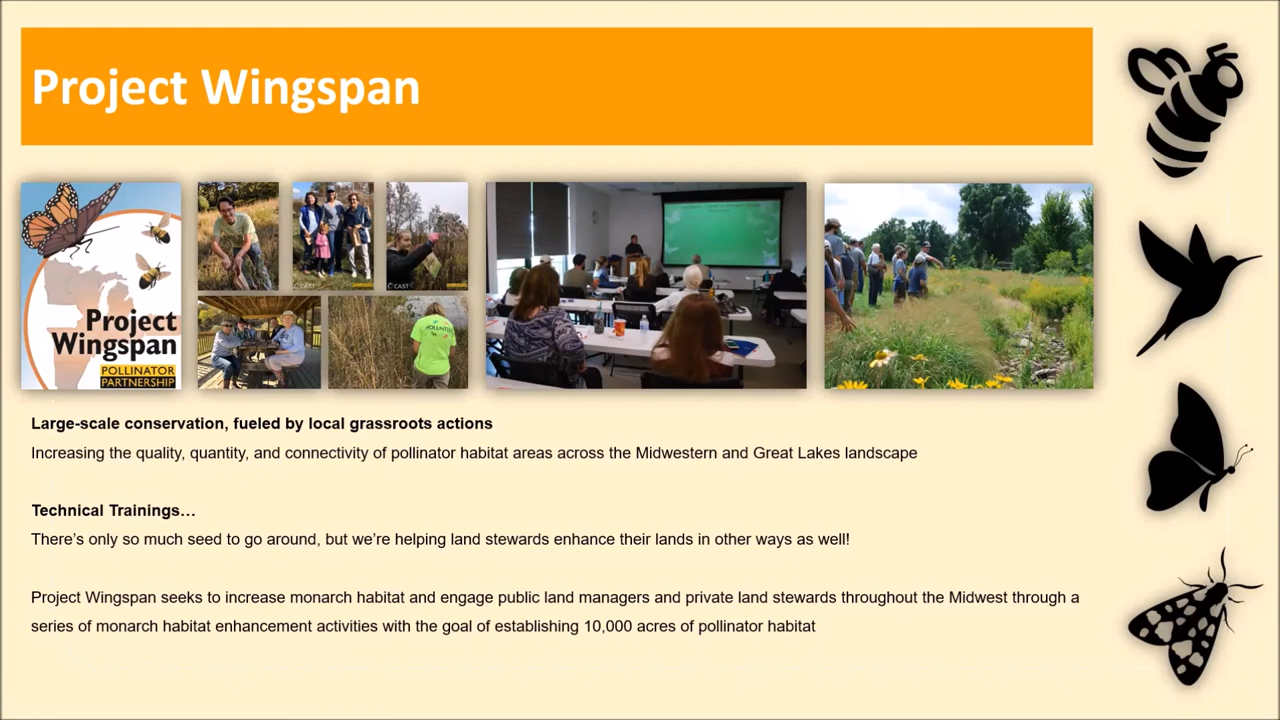 Project Wingspan
Project
Wingspan
POLLINATOR
PARTNERSHIP
Large-scale conservation, fueled by local grassroots actions
Increasing the quality, quantity, and connectivity of pollinator habitat areas across the Midwestern and Great Lakes landscape
Technical Trainings…
There’s only so much seed to go around, but we’re helping land stewards enhance their lands in other ways as well!
Project Wingspan seeks to increase monarch habitat and engage public land managers and private land stewards throughout the Midwest through a
series of monarch habitat enhancement activities with the goal of establishing 10,000 acres of pollinator habitat